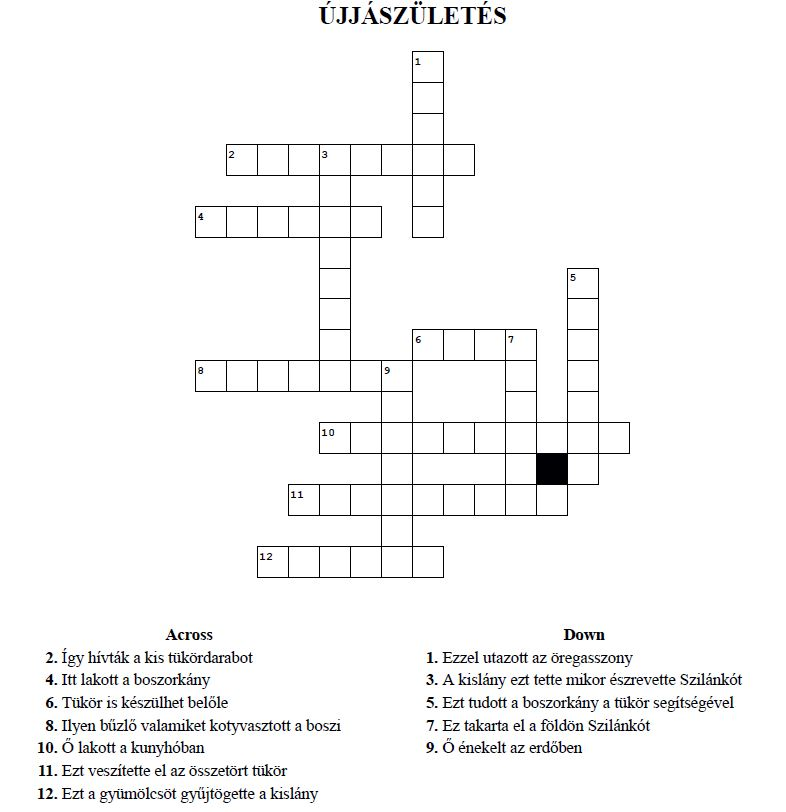 ÚJJÁSZÜLETÉS
1
2
3
4
5
6
7
8
9
10
11
12
Across
2. Így hívták a kis tükördarabot
4. Itt lakott a boszorkány
6. Tükör is készülhet belőle
8. Ilyen bűzlő valamiket kotyvasztott a boszi
10. Ő lakott a kunyhóban
11. Ezt veszítette el az összetört tükör
12. Ezt a gyümölcsöt gyűjtögette a kislány
Down
1. Ezzel utazott az öregasszony
3. A kislány ezt tette mikor észrevette Szilánkót
5. Ezt tudott a boszorkány a tükör segítségével
7. Ez takarta el a földön Szilánkót
9. Ő énekelt az erdőben